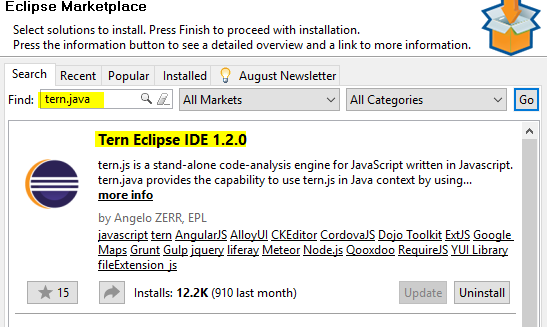 Eclipse Marketplace
Select solutions to install. Press Finish to proceed with installation.
Press the information button to see a detailed overview and a link to more information.
Search Recent Popular Installed August Newsletter
Find: tern.java All Markets All Categories Go
Tern Eclipse IDE 1.2.0
tern.js is a stand-alone code-analysis engine for JavaScript written in Javascript.
tern.java provides the capability to use tern.js in Java context by using...
more info
by Angelo ZERR, EPL
javascript tern AngularJS AlloyUI CKEditor CordovaJS Dojo Toolkit ExtJS Google
Maps Grunt Gulp jquery liferay Meteor Node.js Qooxdoo RequireJS YUI Library
fileExtension_js
15 Installs: 12.2K (910 last month) Update Uninstall